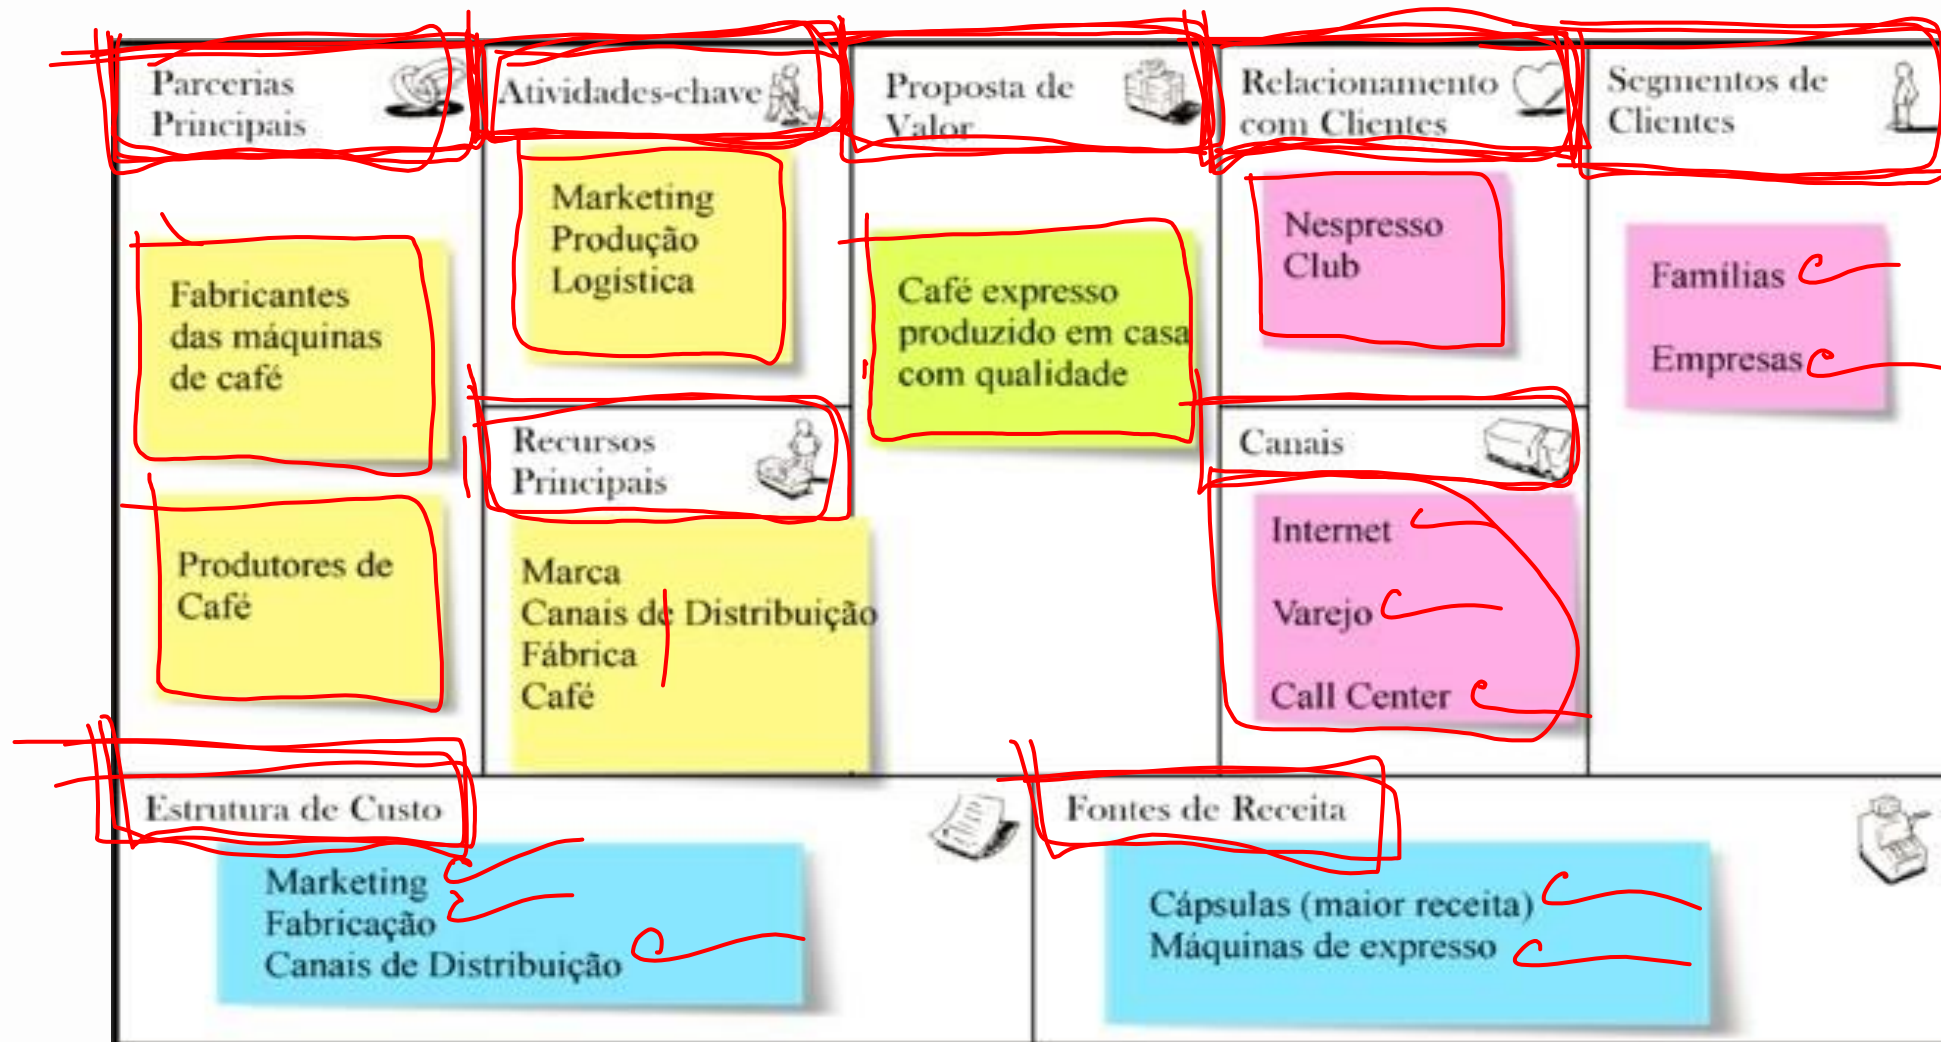 Parcerias
Principais
Fabricantes
das máquinas
de café
Produtores de
Café
Atividades-chave
Marketing
Produção
Logística
Recursos
Principais
Marca
Canais de Distribuição
Fábrica
Café
Proposta de
Valor
Café expresso
produzido em casa
com qualidade
Relacionamento
com Clientes
Nespresso
Club
Canais
Internet
Varejo
Call Center
Segmentos de
Clientes
Famílias
Empresas
Estrutura de Custo
Marketing
Fabricação
Canais de Distribuição
Fontes de Receita
Cápsulas (maior receita)
Máquinas de expresso